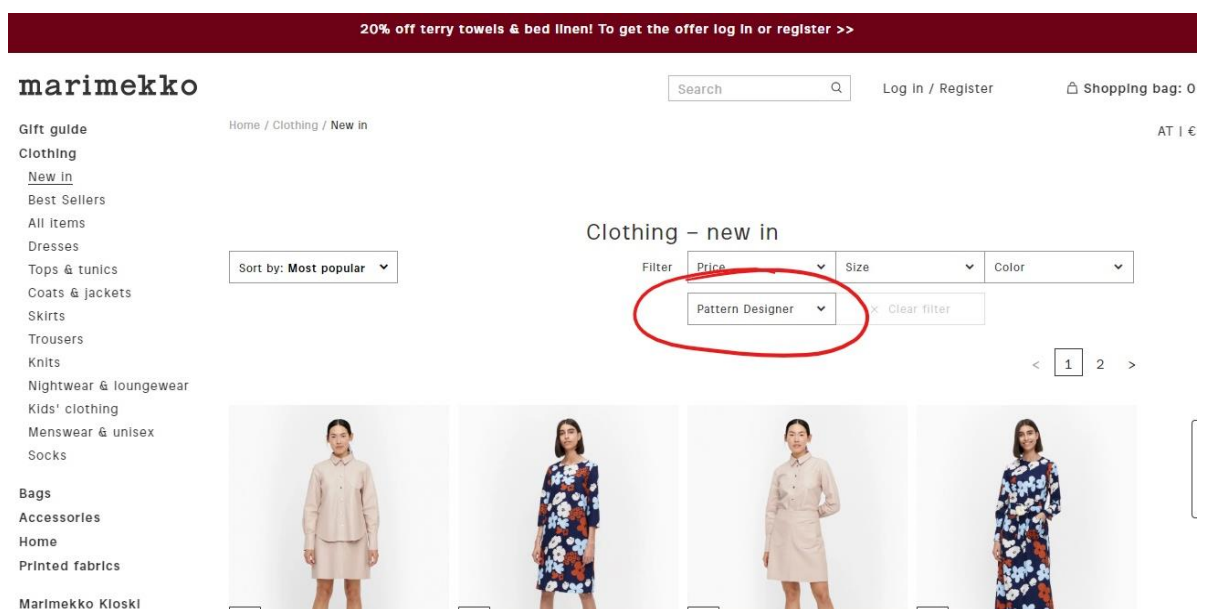 20% off terry towels & bed linen! To get the offer log in or register >>
marimekko
Search
Log in / Register
Shopping bag: 0
AT | €
Gift guide
Clothing
New in
Best Sellers
All items
Dresses
Tops & tunics
Coats & jackets
Skirts
Trousers
Knits
Nightwear & loungewear
Kids' clothing
Menswear & unisex
Socks
Bags
Accessories
Home
Printed fabrics
Marimekko Kioski
Home / Clothing / New in
Clothing – new in
Sort by: Most popular
Filter
Price
Size
Color
Pattern Designer
× Clear filter
< 1 2 >